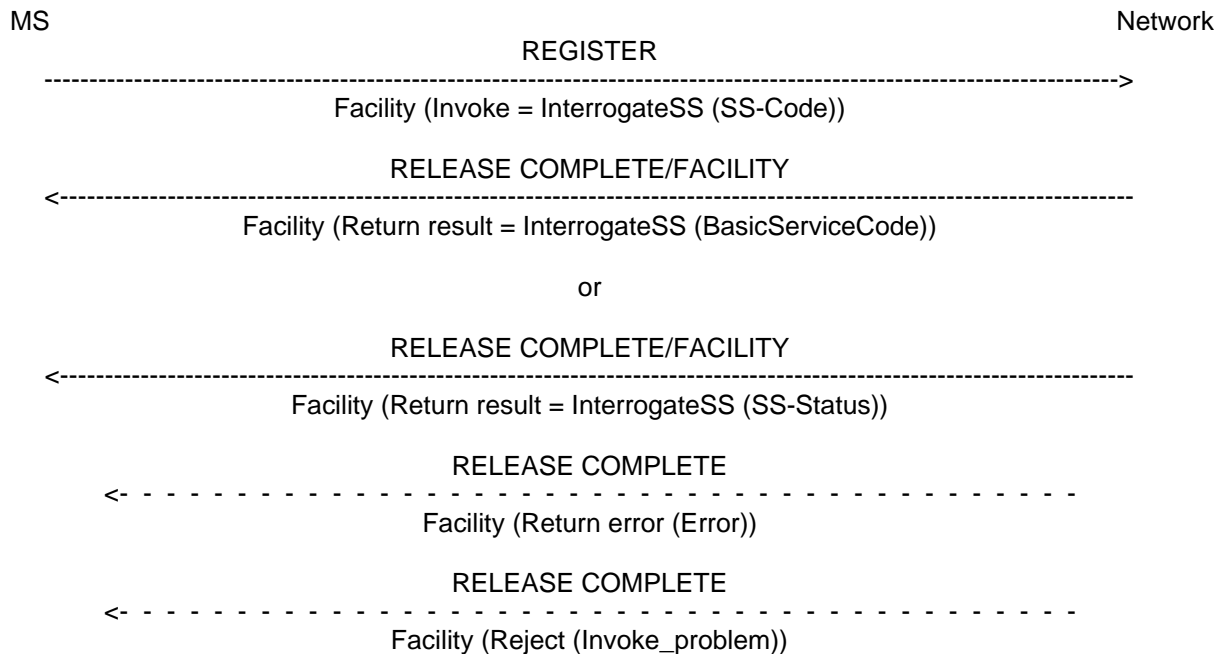 MS Network
REGISTER
------------------------------------------------------------------------------------------------------------------------>
Facility (Invoke = InterrogateSS (SS-Code))
RELEASE COMPLETE/FACILITY
<------------------------------------------------------------------------------------------------------------------------
Facility (Return result = InterrogateSS (BasicServiceCode))
or
RELEASE COMPLETE/FACILITY
<------------------------------------------------------------------------------------------------------------------------
Facility (Return result = InterrogateSS (SS-Status))
RELEASE COMPLETE
<- - - - - - - - - - - - - - - - - - - - - - - - - - - - - - - - - - - - - - - - -
Facility (Return error (Error))
RELEASE COMPLETE
<- - - - - - - - - - - - - - - - - - - - - - - - - - - - - - - - - - - - - - - - -
Facility (Reject (Invoke_problem))